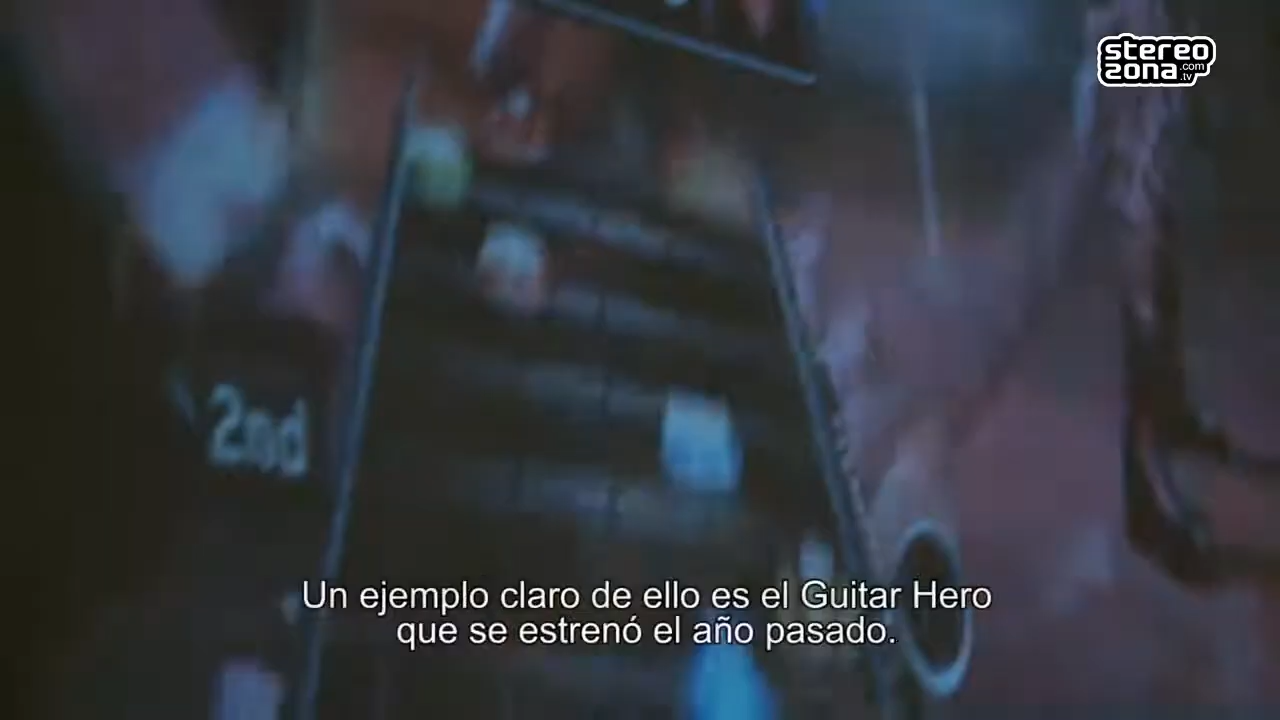 stereo
zona.com
.tv
2nd
Un ejemplo claro de ello es el Guitar Hero
que se estrenó el año pasado.